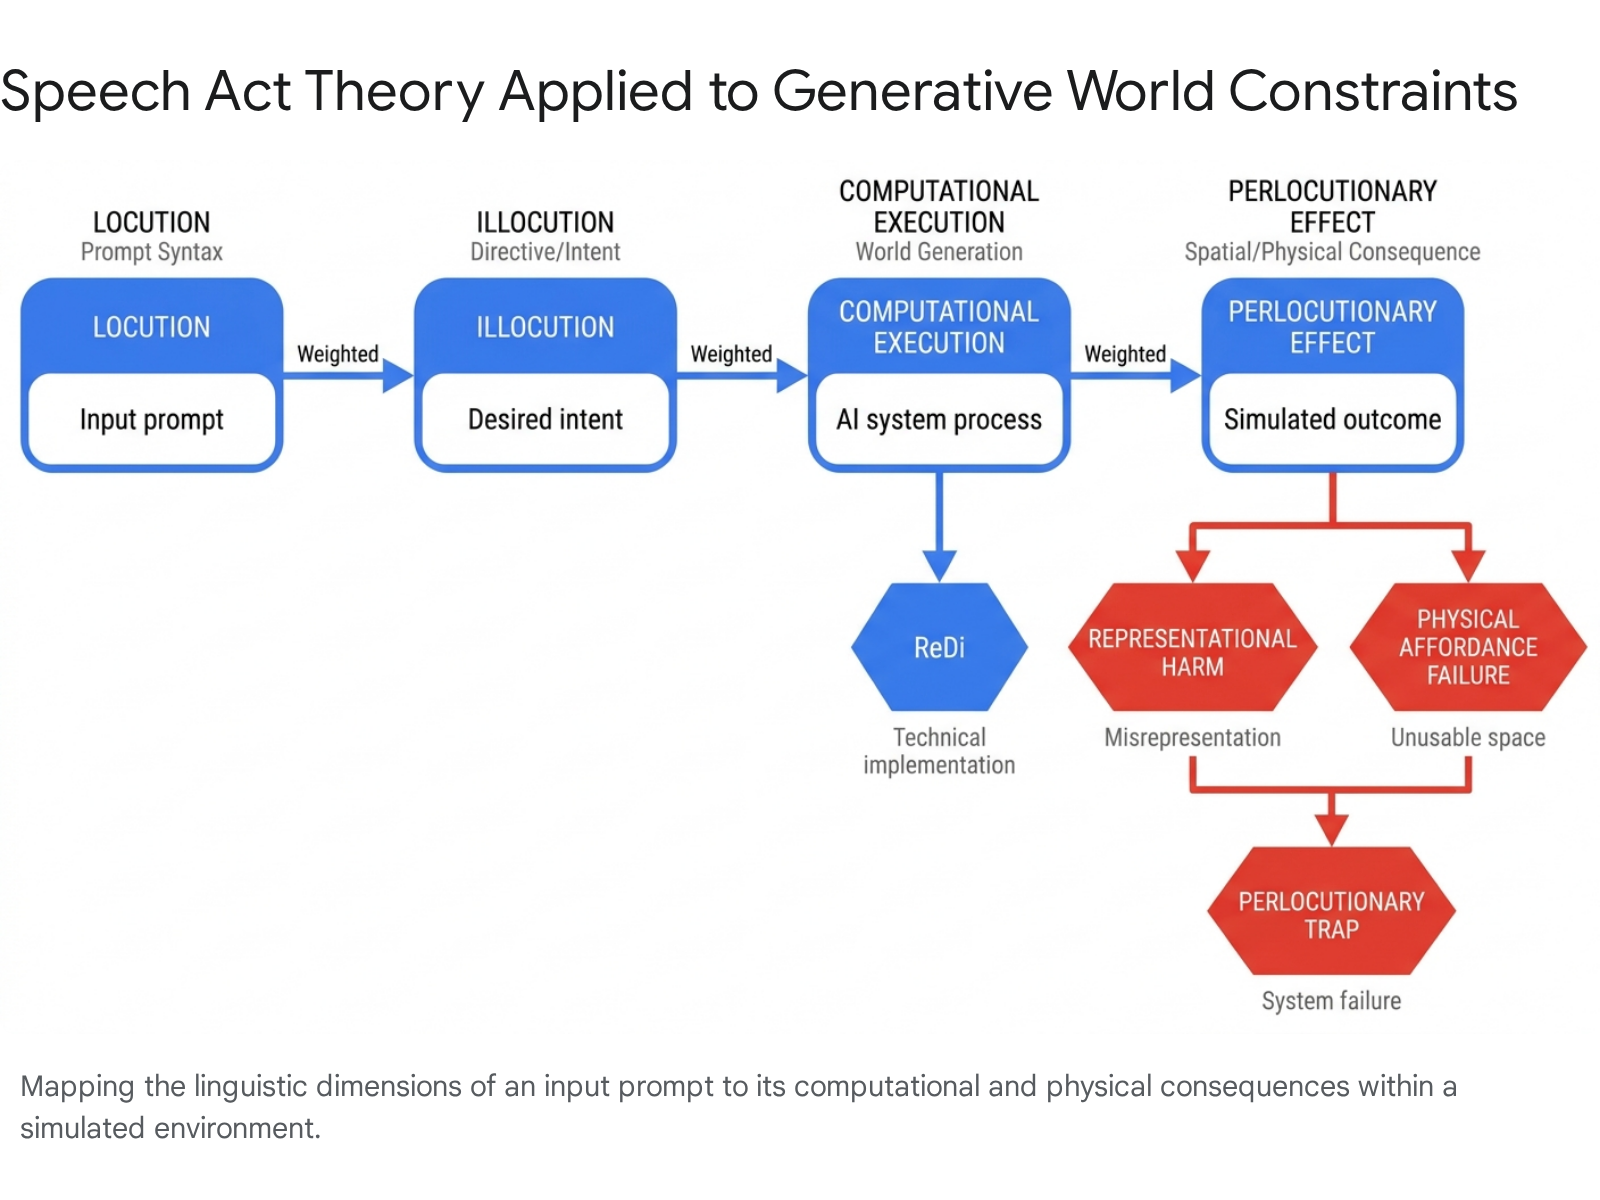 Speech Act Theory Applied to Generative World Constraints
LOCUTION
Prompt Syntax
ILLOCUTION
Directive/Intent
COMPUTATIONAL
EXECUTION
World Generation
PERLOCUTIONARY
EFFECT
Spatial/Physical Consequence
LOCUTION
Input prompt
Weighted
ILLOCUTION
Desired intent
Weighted
COMPUTATIONAL
EXECUTION
AI system process
Weighted
PERLOCUTIONARY
EFFECT
Simulated outcome
ReDi
Technical
implementation
REPRESENTATIONAL
HARM
Misrepresentation
PHYSICAL
AFFORDANCE
FAILURE
Unusable space
PERLOCUTIONARY
TRAP
System failure
Mapping the linguistic dimensions of an input prompt to its computational and physical consequences within a
simulated environment.